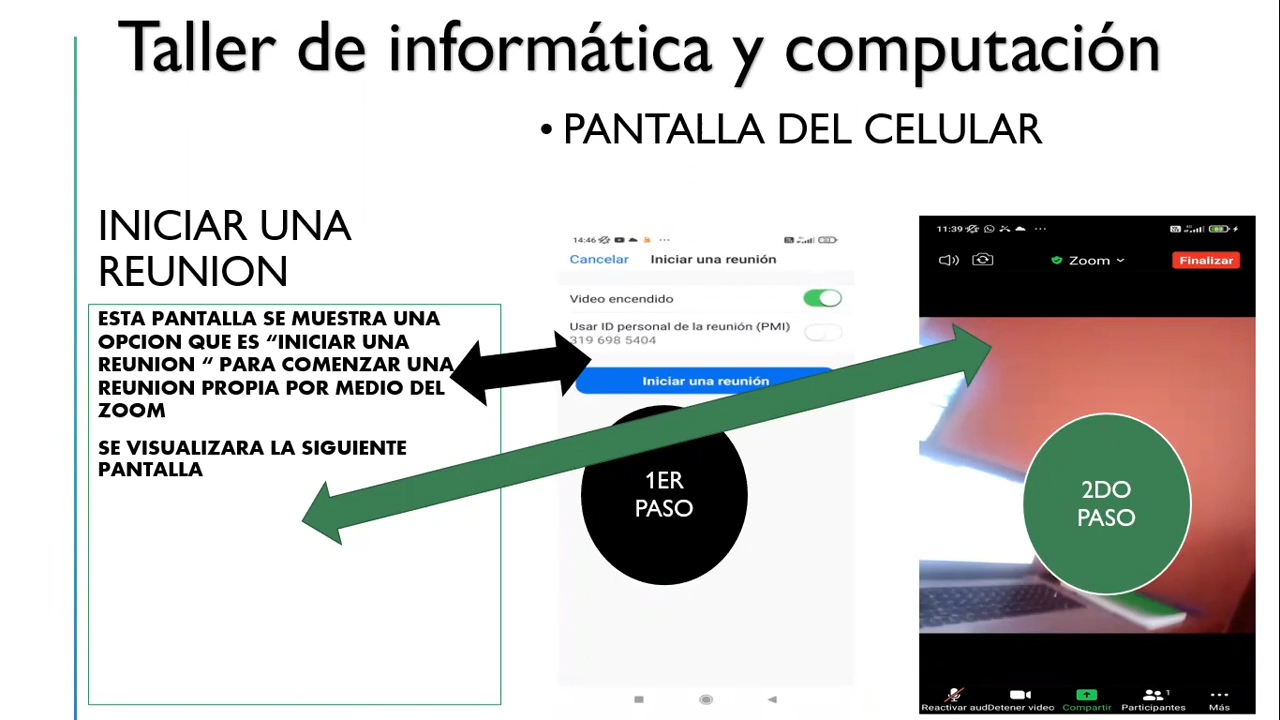 Taller de informática y computación
• PANTALLA DEL CELULAR
INICIAR UNA
REUNION
ESTA PANTALLA SE MUESTRA UNA
OPCION QUE ES “INICIAR UNA
REUNION “ PARA COMENZAR UNA
REUNION PROPIA POR MEDIO DEL
ZOOM
SE VISUALIZARA LA SIGUIENTE
PANTALLA
14:46
Cancelar Iniciar una reunión
Video encendido
Usar ID personal de la reunión (PMI)
319 698 5404
Iniciar una reunión
1ER
PASO
11:39
Zoom
Finalizar
2DO
PASO
Reactivar aud Detener video Compartir Participantes 1 Más